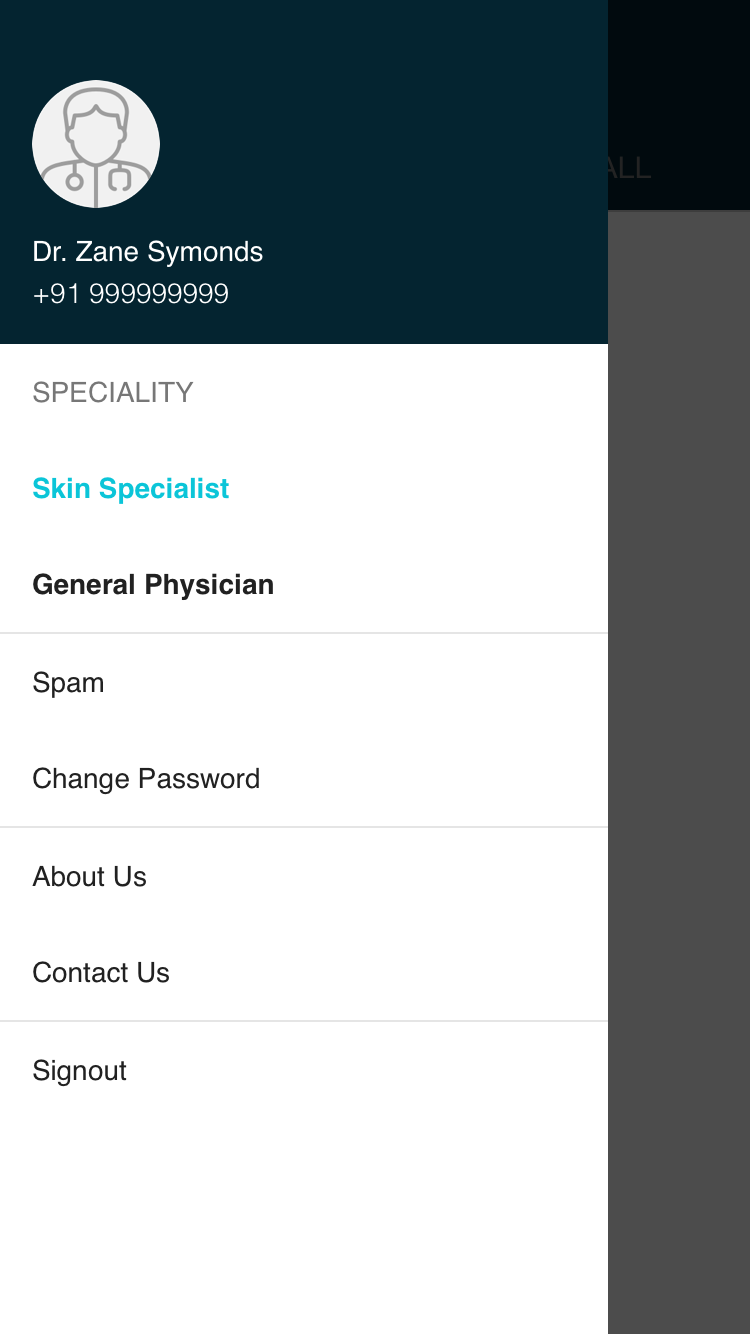 ALL
Dr. Zane Symonds
+91 999999999
SPECIALITY
Skin Specialist
General Physician
Spam
Change Password
About Us
Contact Us
Signout